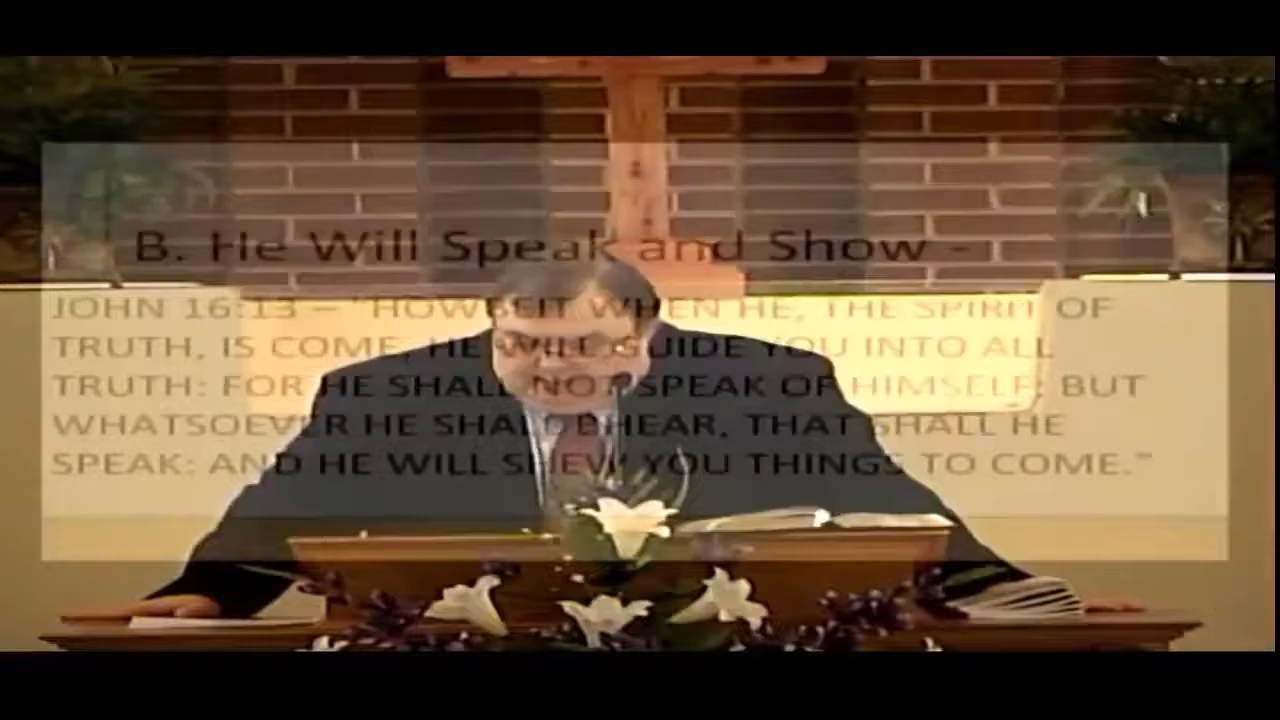 B. He Will Speak and Show -
JOHN 16:13 – "HOWBEIT WHEN HE, THE SPIRIT OF
TRUTH, IS COME, HE WILL GUIDE YOU INTO ALL
TRUTH: FOR HE SHALL NOT SPEAK OF HIMSELF; BUT
WHATSOEVER HE SHALL HEAR, THAT SHALL HE
SPEAK: AND HE WILL SHEW YOU THINGS TO COME."